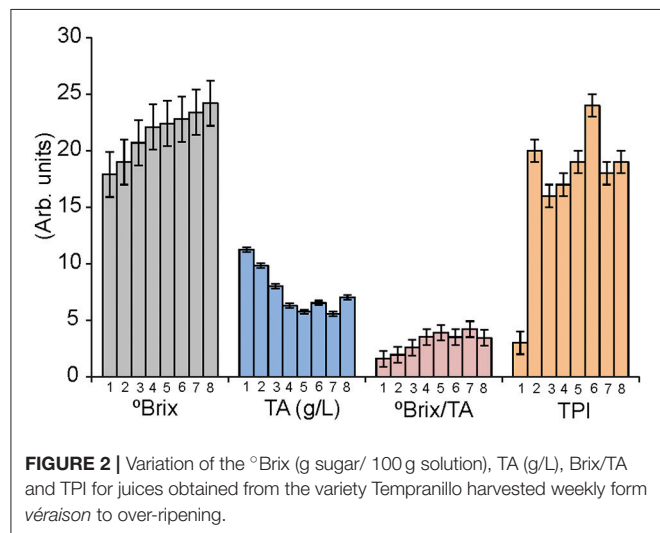 30
25
20
15
10
5
0
(Arb. units)
1 2 3 4 5 6 7 8 1 2 3 4 5 6 7 8 1 2 3 4 5 6 7 8 1 2 3 4 5 6 7 8
ºBrix TA (g/L) ºBrix/TA TPI
FIGURE 2 | Variation of the °Brix (g sugar/ 100 g solution), TA (g/L), Brix/TA
and TPI for juices obtained from the variety Tempranillo harvested weekly form
véraison to over-ripening.